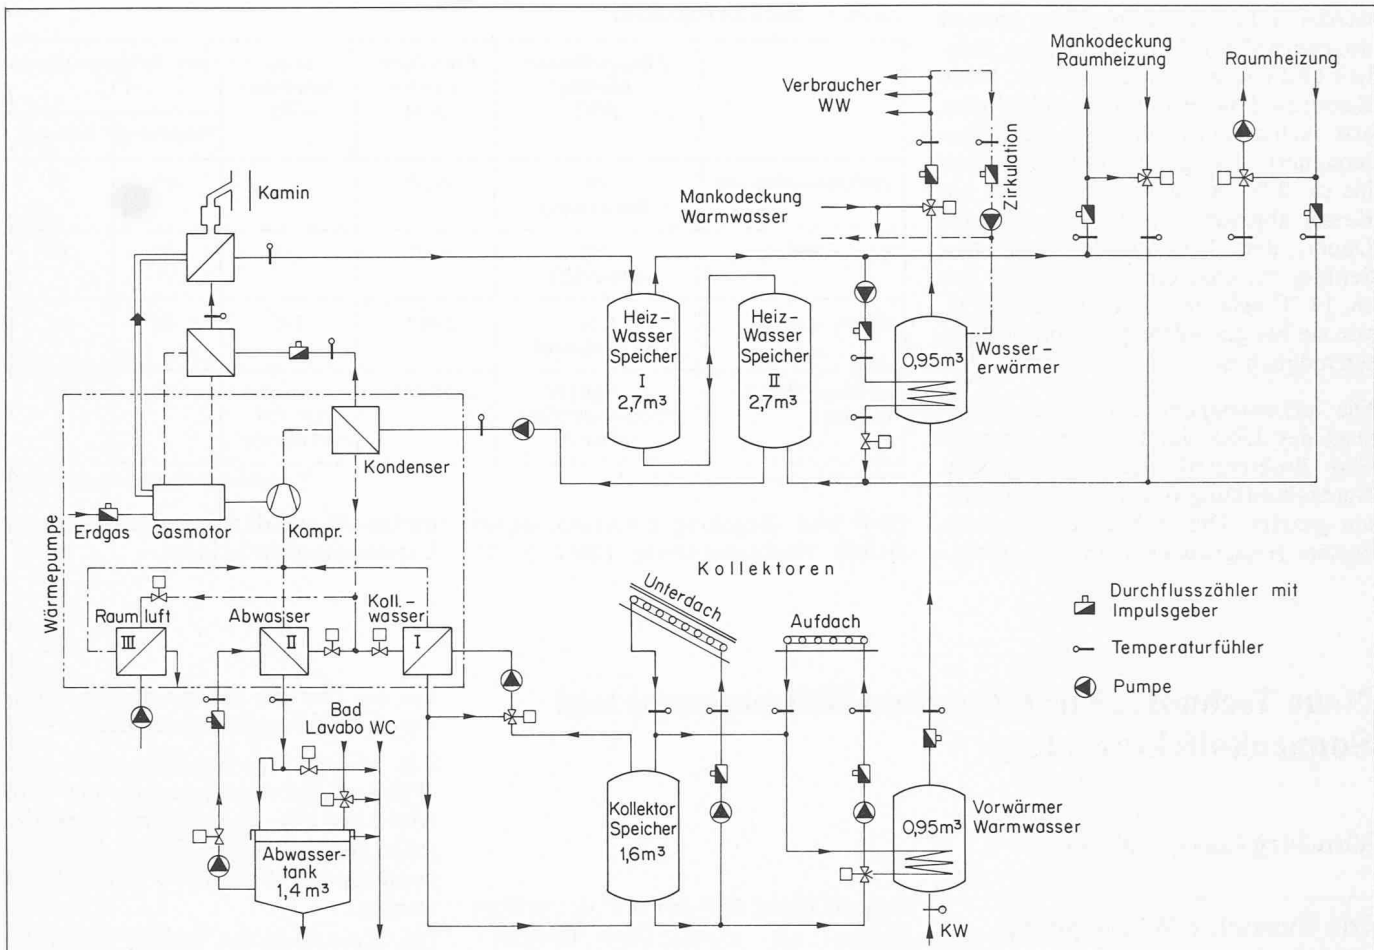 Mankodeckung
Raumheizung
Raumheizung
Verbraucher
WW
Zirkulation
Kamin
Mankodeckung
Warmwasser
Heiz-
Wasser
Speicher
I
2,7m³
Heiz-
Wasser
Speicher
II
2,7m³
0,95m³
Wasser-
erwärmer
Kondenser
Wärmepumpe
Erdgas
Gasmotor
Kompr.
Raumluft
III
Abwasser
II
Koll.-
wasser
I
Kollektoren
Unterdach
Aufdach
Durchflusszähler mit
Impulsgeber
Temperaturfühler
Pumpe
Bad
Lavabo WC
Abwasser-
tank
1,4m³
Kollektor
Speicher
1,6m³
0,95m³
Vorwärmer
Warmwasser
KW